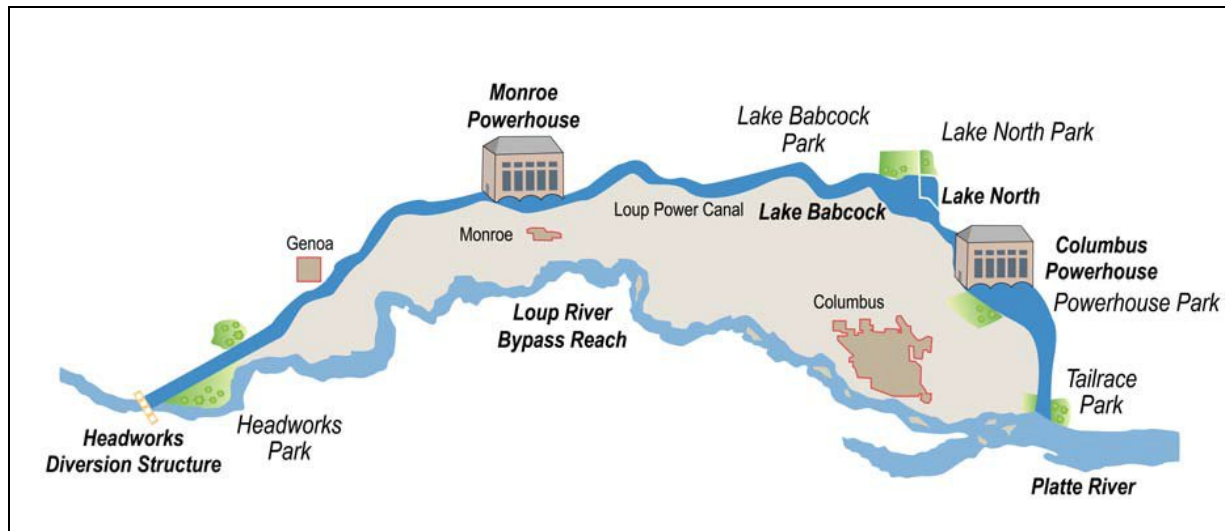 Monroe
Powerhouse
Lake Babcock
Park
Lake North Park
Loup Power Canal
Lake Babcock
Lake North
Genoa
Monroe
Columbus
Powerhouse
Powerhouse Park
Loup River
Bypass Reach
Columbus
Tailrace
Park
Headworks
Park
Headworks
Diversion Structure
Platte River